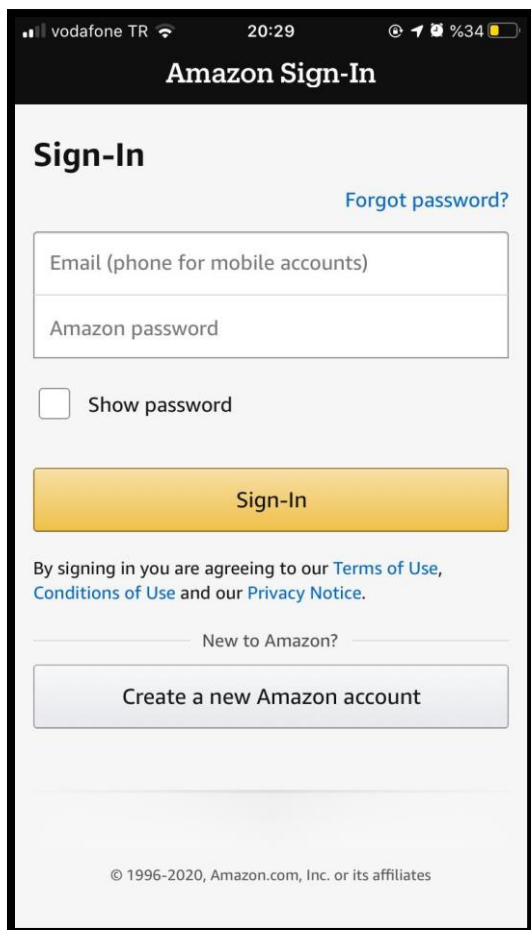 vodafone TR 20:29 %34
Amazon Sign-In
Sign-In
Forgot password?
Email (phone for mobile accounts)
Amazon password
Show password
Sign-In
By signing in you are agreeing to our Terms of Use,
Conditions of Use and our Privacy Notice.
New to Amazon?
Create a new Amazon account
© 1996-2020, Amazon.com, Inc. or its affiliates